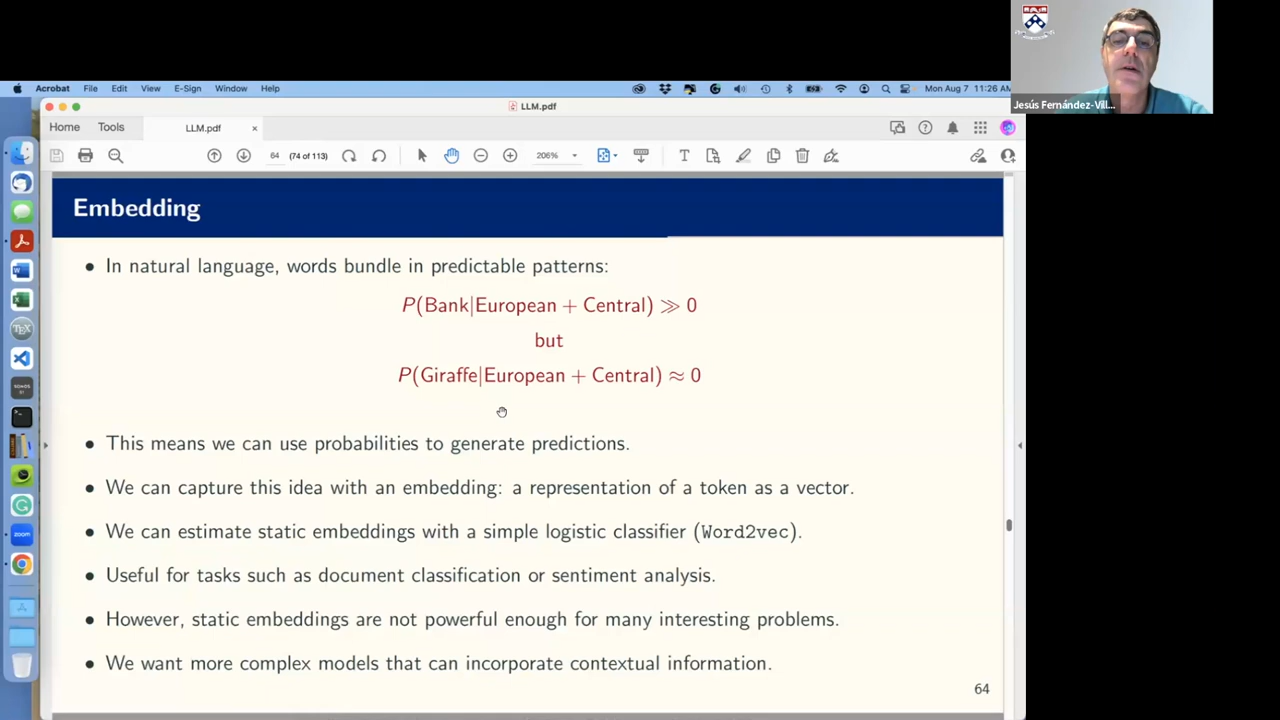 Acrobat File Edit View E-Sign Window Help Mon Aug 7 11:26 AM
Jesús Fernández-Vill...
LLM.pdf
Home Tools LLM.pdf ×
64 (74 of 113) 206%
Embedding
• In natural language, words bundle in predictable patterns:
P(Bank|European + Central) ≫ 0
but
P(Giraffe|European + Central) ≈ 0
• This means we can use probabilities to generate predictions.
• We can capture this idea with an embedding: a representation of a token as a vector.
• We can estimate static embeddings with a simple logistic classifier (Word2vec).
• Useful for tasks such as document classification or sentiment analysis.
• However, static embeddings are not powerful enough for many interesting problems.
• We want more complex models that can incorporate contextual information.
64
zoom